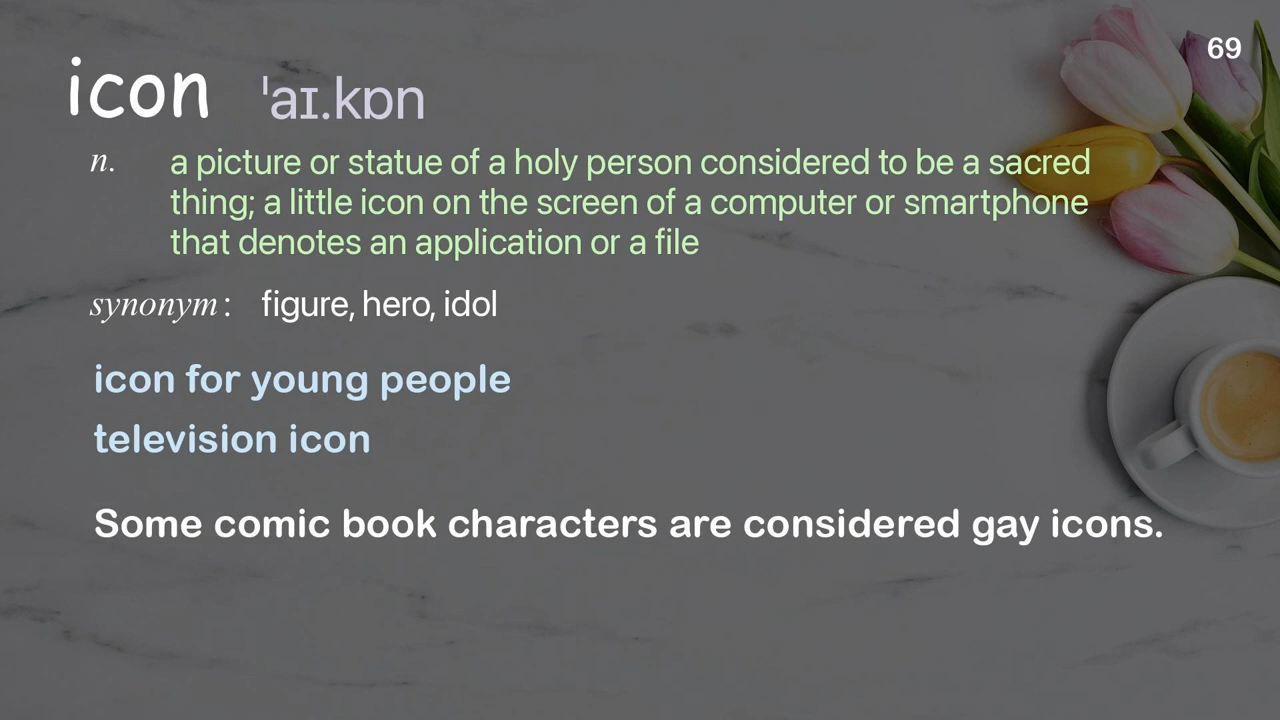 69
icon ˈaɪ.kɒn
n. a picture or statue of a holy person considered to be a sacred
thing; a little icon on the screen of a computer or smartphone
that denotes an application or a file
synonym: figure, hero, idol
icon for young people
television icon
Some comic book characters are considered gay icons.